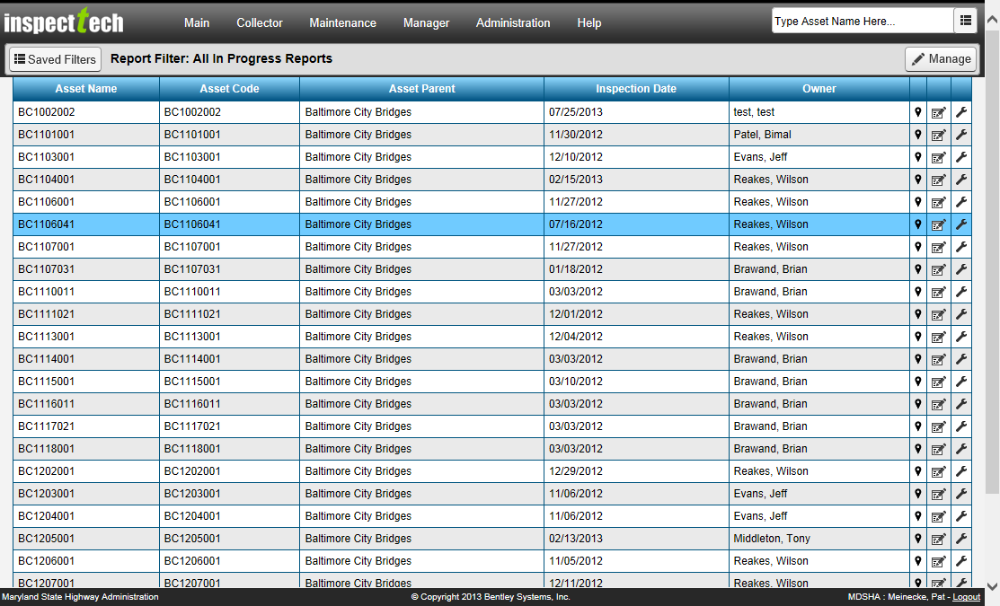 inspecttech Main Collector Maintenance Manager Administration Help Type Asset Name Here...
Saved Filters Report Filter: All In Progress Reports Manage
Asset Name Asset Code Asset Parent Inspection Date Owner
BC1002002 BC1002002 Baltimore City Bridges 07/25/2013 test, test
BC1101001 BC1101001 Baltimore City Bridges 11/30/2012 Patel, Bimal
BC1103001 BC1103001 Baltimore City Bridges 12/10/2012 Evans, Jeff
BC1104001 BC1104001 Baltimore City Bridges 02/15/2013 Reakes, Wilson
BC1106001 BC1106001 Baltimore City Bridges 11/27/2012 Reakes, Wilson
BC1106041 BC1106041 Baltimore City Bridges 07/16/2012 Reakes, Wilson
BC1107001 BC1107001 Baltimore City Bridges 11/27/2012 Reakes, Wilson
BC1107031 BC1107031 Baltimore City Bridges 01/18/2012 Brawand, Brian
BC1110011 BC1110011 Baltimore City Bridges 03/03/2012 Brawand, Brian
BC1111021 BC1111021 Baltimore City Bridges 12/01/2012 Reakes, Wilson
BC1113001 BC1113001 Baltimore City Bridges 12/04/2012 Reakes, Wilson
BC1114001 BC1114001 Baltimore City Bridges 03/03/2012 Brawand, Brian
BC1115001 BC1115001 Baltimore City Bridges 03/10/2012 Brawand, Brian
BC1116011 BC1116011 Baltimore City Bridges 03/03/2012 Brawand, Brian
BC1117021 BC1117021 Baltimore City Bridges 03/03/2012 Brawand, Brian
BC1118001 BC1118001 Baltimore City Bridges 03/03/2012 Brawand, Brian
BC1202001 BC1202001 Baltimore City Bridges 12/29/2012 Reakes, Wilson
BC1203001 BC1203001 Baltimore City Bridges 11/06/2012 Evans, Jeff
BC1204001 BC1204001 Baltimore City Bridges 11/06/2012 Evans, Jeff
BC1205001 BC1205001 Baltimore City Bridges 02/13/2013 Middleton, Tony
BC1206001 BC1206001 Baltimore City Bridges 11/05/2012 Reakes, Wilson
BC1207001 BC1207001 Baltimore City Bridges 12/11/2012 Reakes, Wilson
Maryland State Highway Administration © Copyright 2013 Bentley Systems, Inc. MDSHA : Meinecke, Pat - Logout